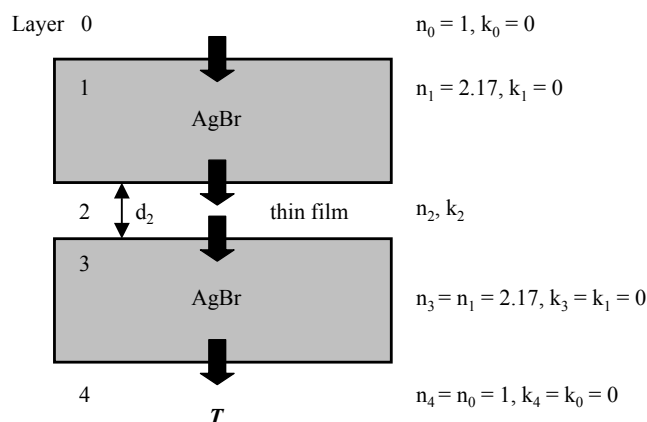 Layer 0 n₀ = 1, k₀ = 0
1 n₁ = 2.17, k₁ = 0
AgBr
2 d₂ thin film n₂, k₂
3
AgBr n₃ = n₁ = 2.17, k₃ = k₁ = 0
4 n₄ = n₀ = 1, k₄ = k₀ = 0
T